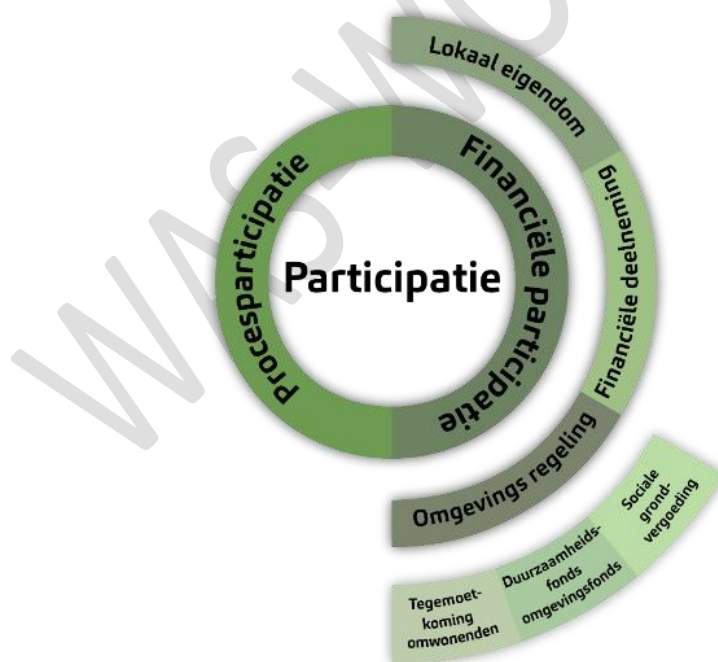 Lokaal eigendom
Financiële deelneming
Omgevings regeling
Sociale
grond-
vergoeding
Duurzaamheids-
fonds
omgevingsfonds
Tegemoet-
koming
omwonenden
Financiële participatie
Procesparticipatie
Participatie